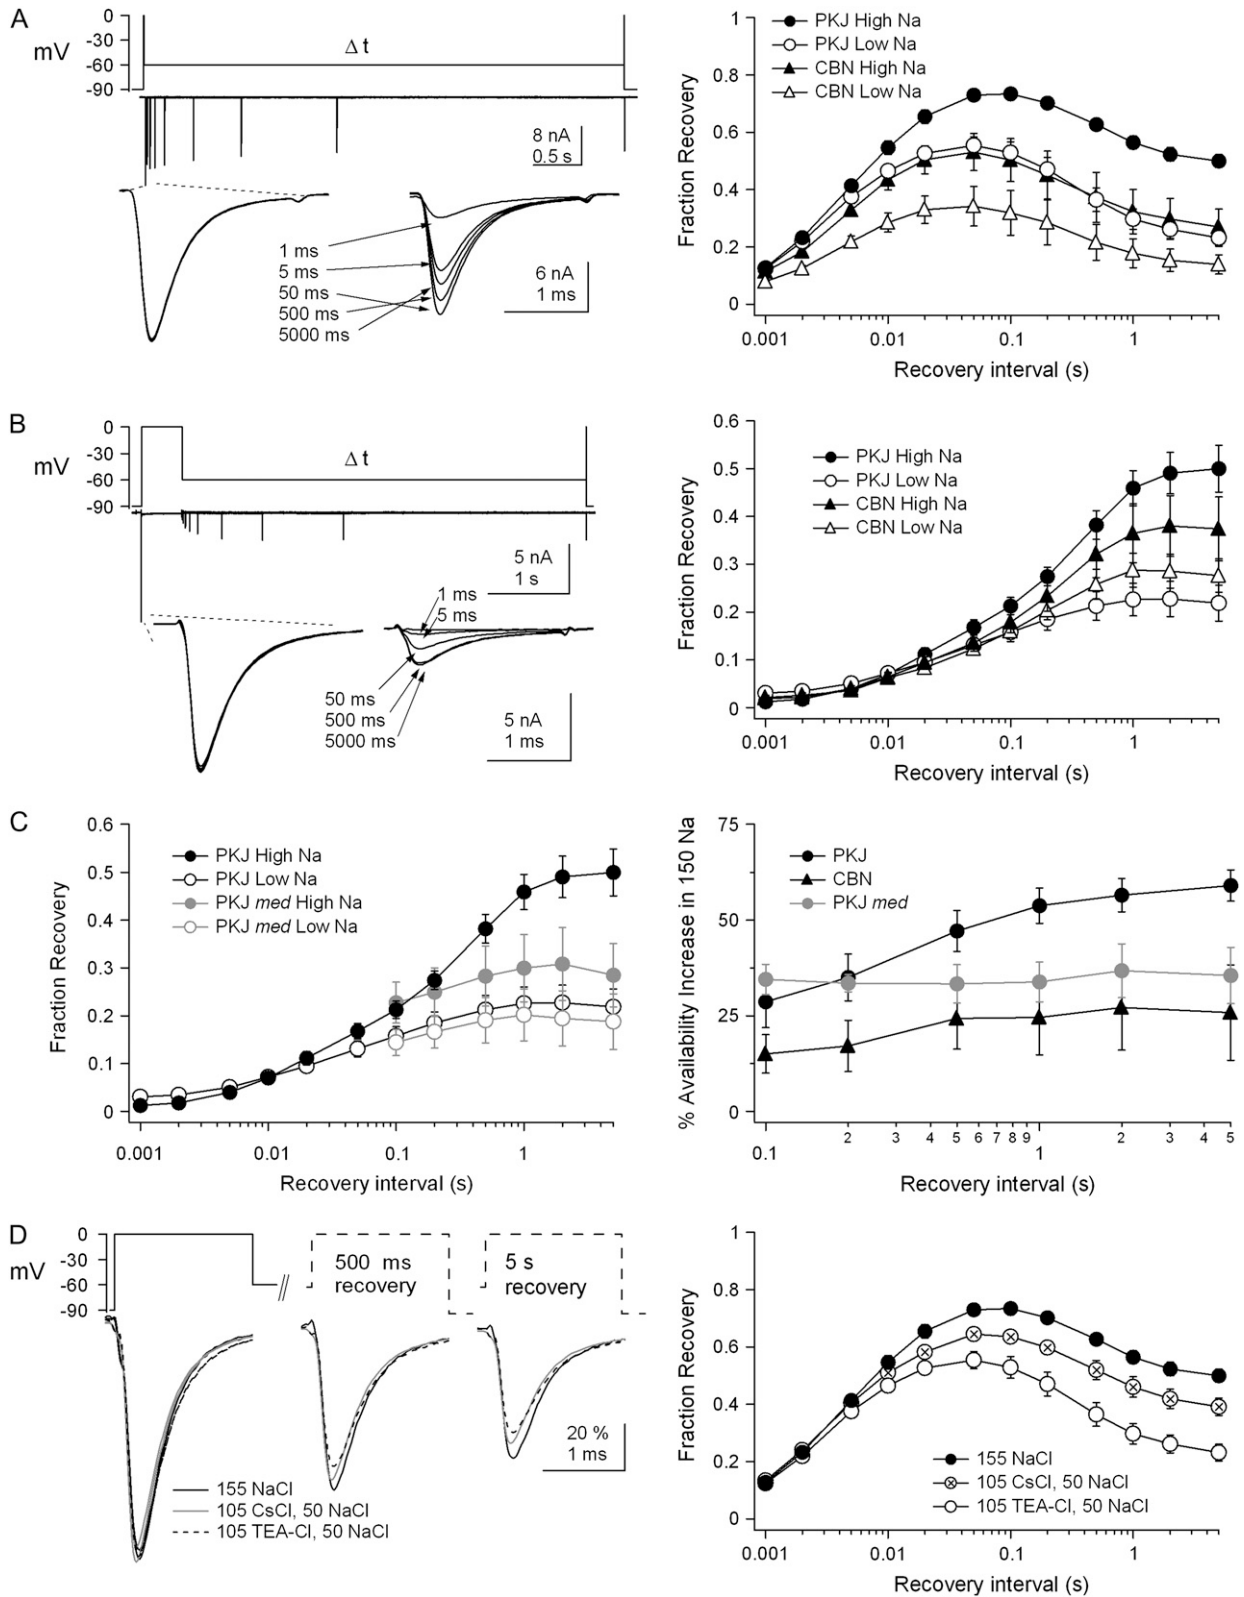 A
0
-30
-60
-90
mV
Δ t
8 nA
0.5 s
1 ms
5 ms
50 ms
500 ms
5000 ms
6 nA
1 ms
Fraction Recovery
1
0.8
0.6
0.4
0.2
0
PKJ High Na
PKJ Low Na
CBN High Na
CBN Low Na
0.001
0.01
0.1
1
Recovery interval (s)
B
0
-30
-60
-90
mV
Δ t
5 nA
1 s
1 ms
5 ms
50 ms
500 ms
5000 ms
5 nA
1 ms
Fraction Recovery
0.6
0.5
0.4
0.3
0.2
0.1
0
PKJ High Na
PKJ Low Na
CBN High Na
CBN Low Na
0.001
0.01
0.1
1
Recovery interval (s)
C
Fraction Recovery
0.6
0.5
0.4
0.3
0.2
0.1
0
PKJ High Na
PKJ Low Na
PKJ med High Na
PKJ med Low Na
0.001
0.01
0.1
1
Recovery interval (s)
% Availability Increase in 150 Na
75
50
25
0
PKJ
CBN
PKJ med
0.1
2
3
4
5
6
7
8
9
1
2
3
4
5
Recovery interval (s)
D
0
-30
-60
-90
mV
500 ms
recovery
5 s
recovery
20 %
1 ms
155 NaCl
105 CsCl, 50 NaCl
105 TEA-Cl, 50 NaCl
Fraction Recovery
1
0.8
0.6
0.4
0.2
0
155 NaCl
105 CsCl, 50 NaCl
105 TEA-Cl, 50 NaCl
0.001
0.01
0.1
1
Recovery interval (s)